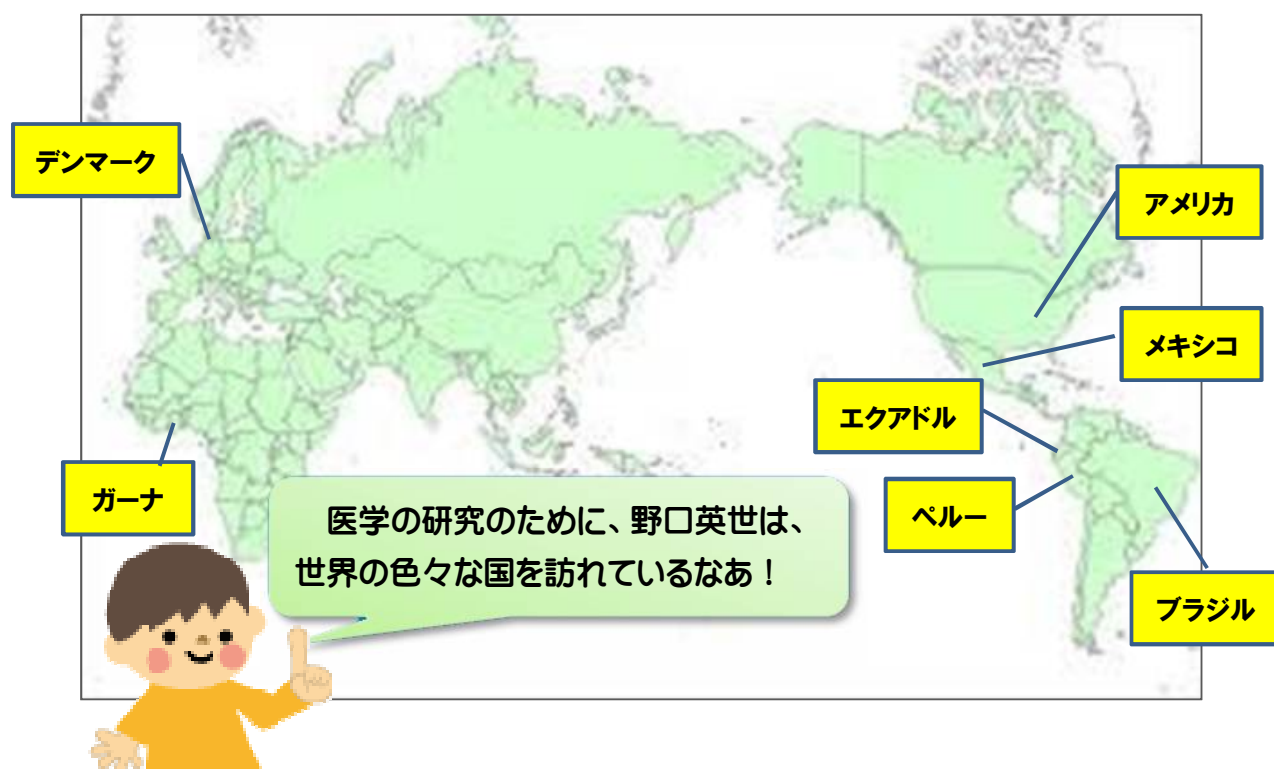 デンマーク
アメリカ
メキシコ
エクアドル
ガーナ
ペルー
ブラジル
医学の研究のために、野口英世は、
世界の色々な国を訪れているなあ！